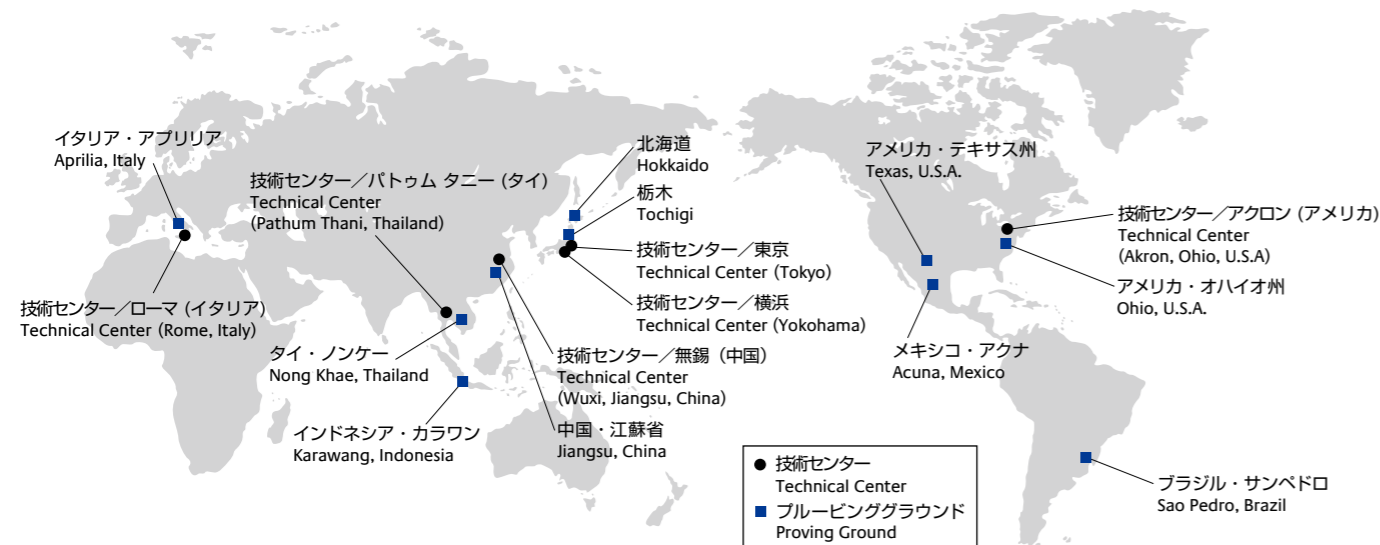 イタリア・アプリリア
Aprilia, Italy
技術センター／パトゥム タニー (タイ)
Technical Center
(Pathum Thani, Thailand)
北海道
Hokkaido
栃木
Tochigi
技術センター／東京
Technical Center (Tokyo)
技術センター／横浜
Technical Center (Yokohama)
アメリカ・テキサス州
Texas, U.S.A.
技術センター／アクロン (アメリカ)
Technical Center
(Akron, Ohio, U.S.A)
アメリカ・オハイオ州
Ohio, U.S.A.
技術センター／ローマ (イタリア)
Technical Center (Rome, Italy)
タイ・ノンケー
Nong Khae, Thailand
技術センター／無錫（中国）
Technical Center
(Wuxi, Jiangsu, China)
メキシコ・アクナ
Acuna, Mexico
インドネシア・カラワン
Karawang, Indonesia
中国・江蘇省
Jiangsu, China
ブラジル・サンペドロ
Sao Pedro, Brazil
技術センター
Technical Center
プルービンググラウンド
Proving Ground